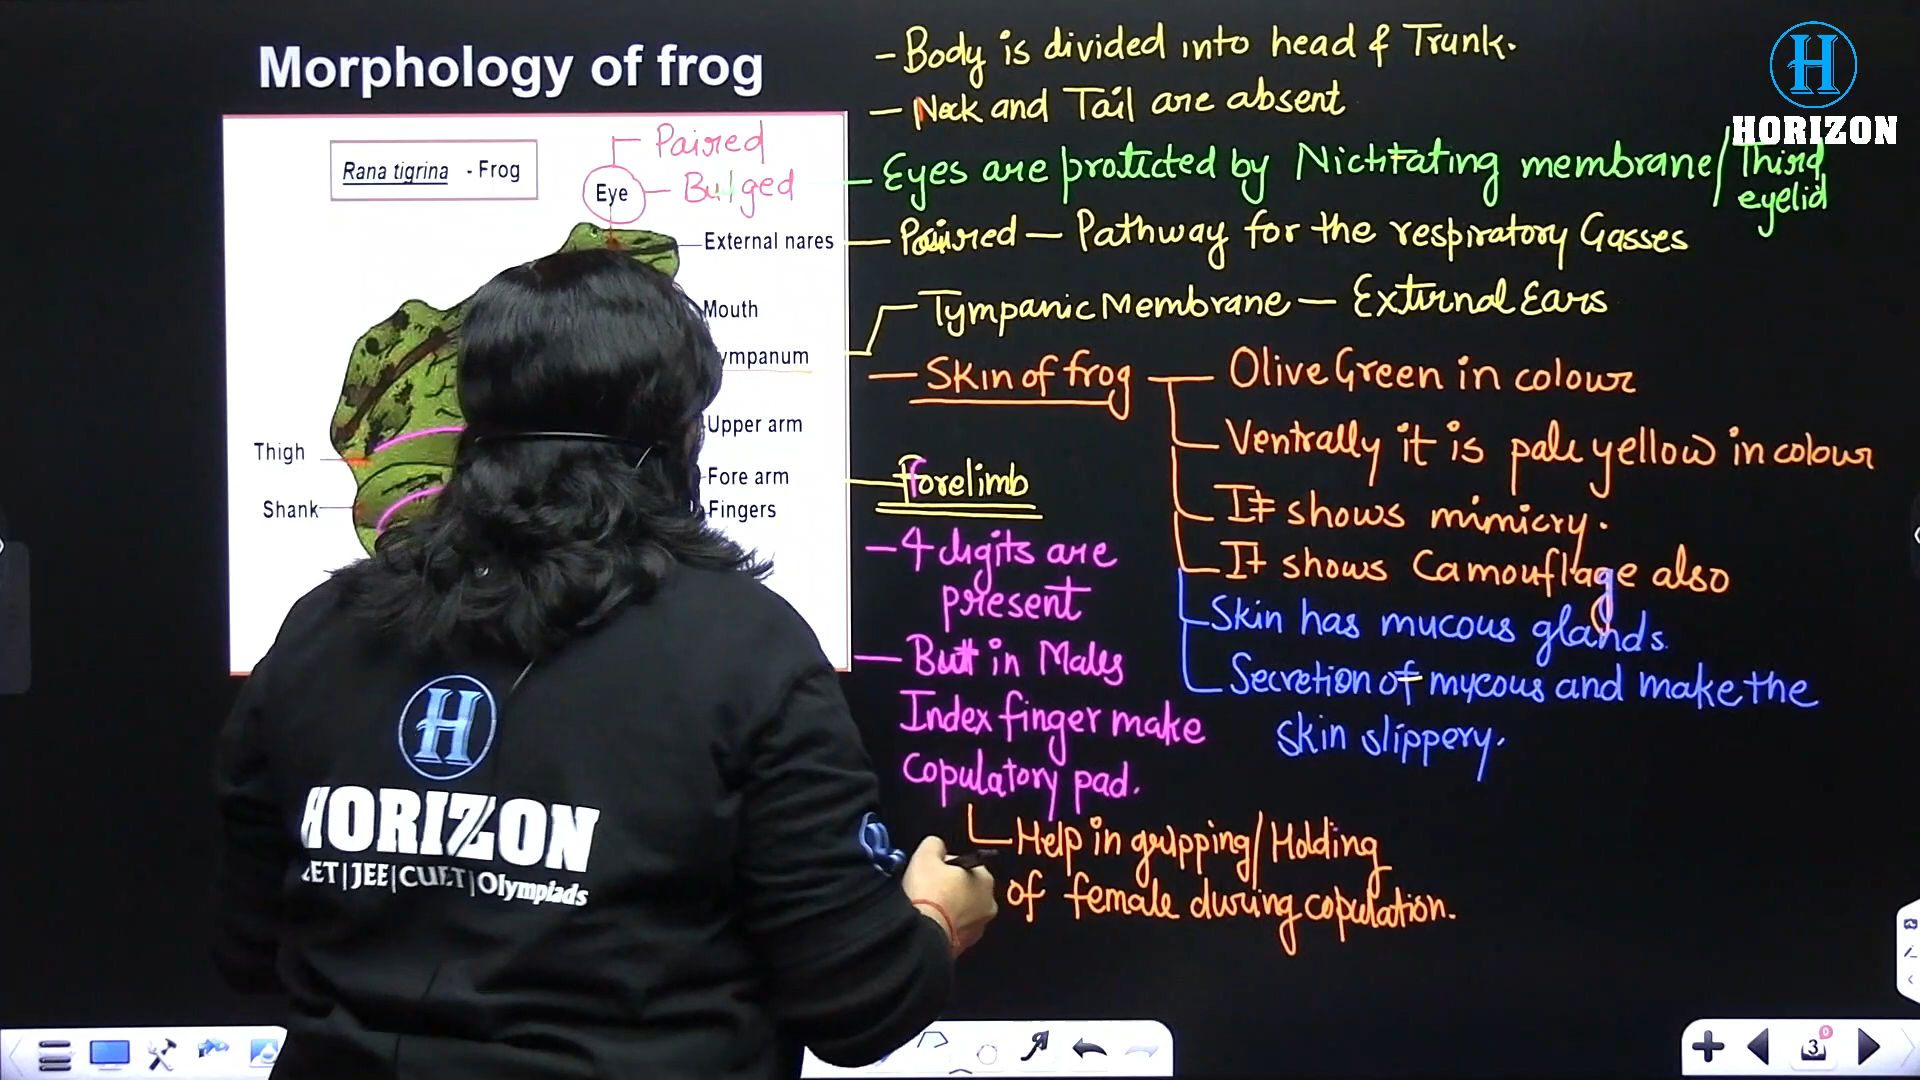 Morphology of frog
Rana tigrina - Frog
Paired
Eye
Bulged
External nares
Mouth
ympanum
Upper arm
Fore arm
Fingers
Thigh
Shank
- Body is divided into head & Trunk.
- Neck and Tail are absent
- Eyes are protected by Nictitating membrane/Third
eyelid
- Paired - Pathway for the respiratory Gasses
Tympanic Membrane - External Ears
- Skin of frog
Olive Green in colour
Ventrally it is pale yellow in colour
It shows mimicry.
It shows Camouflage also
Skin has mucous glands.
Secretion of mycous and make the
skin slippery.
Forelimb
- 4 digits are
present
- But in Males
Index finger make
copulatory pad.
Help in gripping/Holding
of female during copulation.
H
HORIZON
H
HORIZON
EET|JEE|CUET|Olympiads
3
0